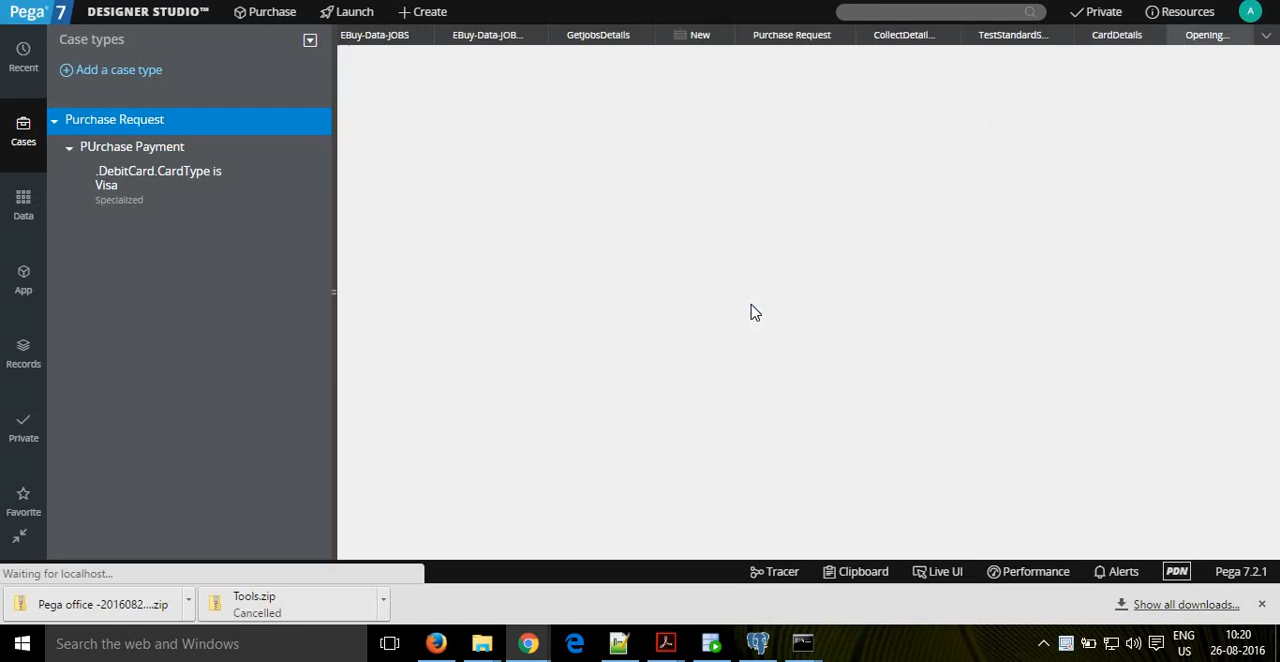 Pega 7 DESIGNER STUDIO™ Purchase Launch Create Private Resources A
Recent
Cases
Data
App
Records
Private
Favorite
Case types
Add a case type
Purchase Request
PUrchase Payment
.DebitCard.CardType is
Visa
Specialized
EBuy-Data-JOBS EBuy-Data-JOB... GetJobsDetails New Purchase Request CollectDetail... TestStandardS... CardDetails Opening...
Waiting for localhost...
Tracer Clipboard Live UI Performance Alerts PDN Pega 7.2.1
Pega office -2016082....zip
Tools.zip
Cancelled
Show all downloads...
Search the web and Windows
ENG
US
10:20
26-08-2016